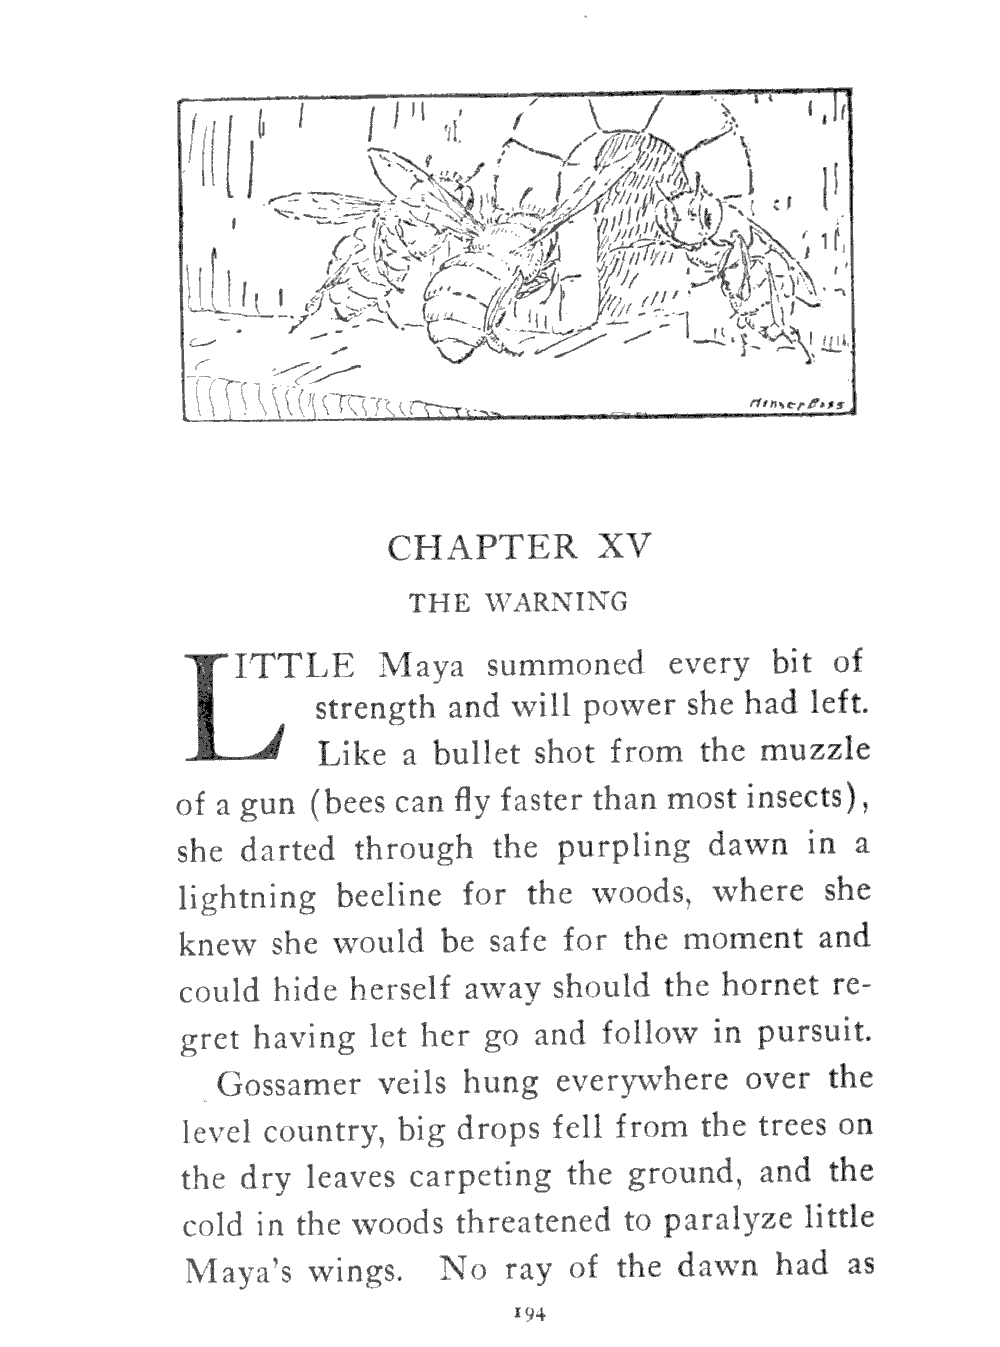 Homer Boss
CHAPTER XV
THE WARNING
LITTLE Maya summoned every bit of
strength and will power she had left.
Like a bullet shot from the muzzle
of a gun (bees can fly faster than most insects),
she darted through the purpling dawn in a
lightning beeline for the woods, where she
knew she would be safe for the moment and
could hide herself away should the hornet re-
gret having let her go and follow in pursuit.
Gossamer veils hung everywhere over the
level country, big drops fell from the trees on
the dry leaves carpeting the ground, and the
cold in the woods threatened to paralyze little
Maya's wings. No ray of the dawn had as
194